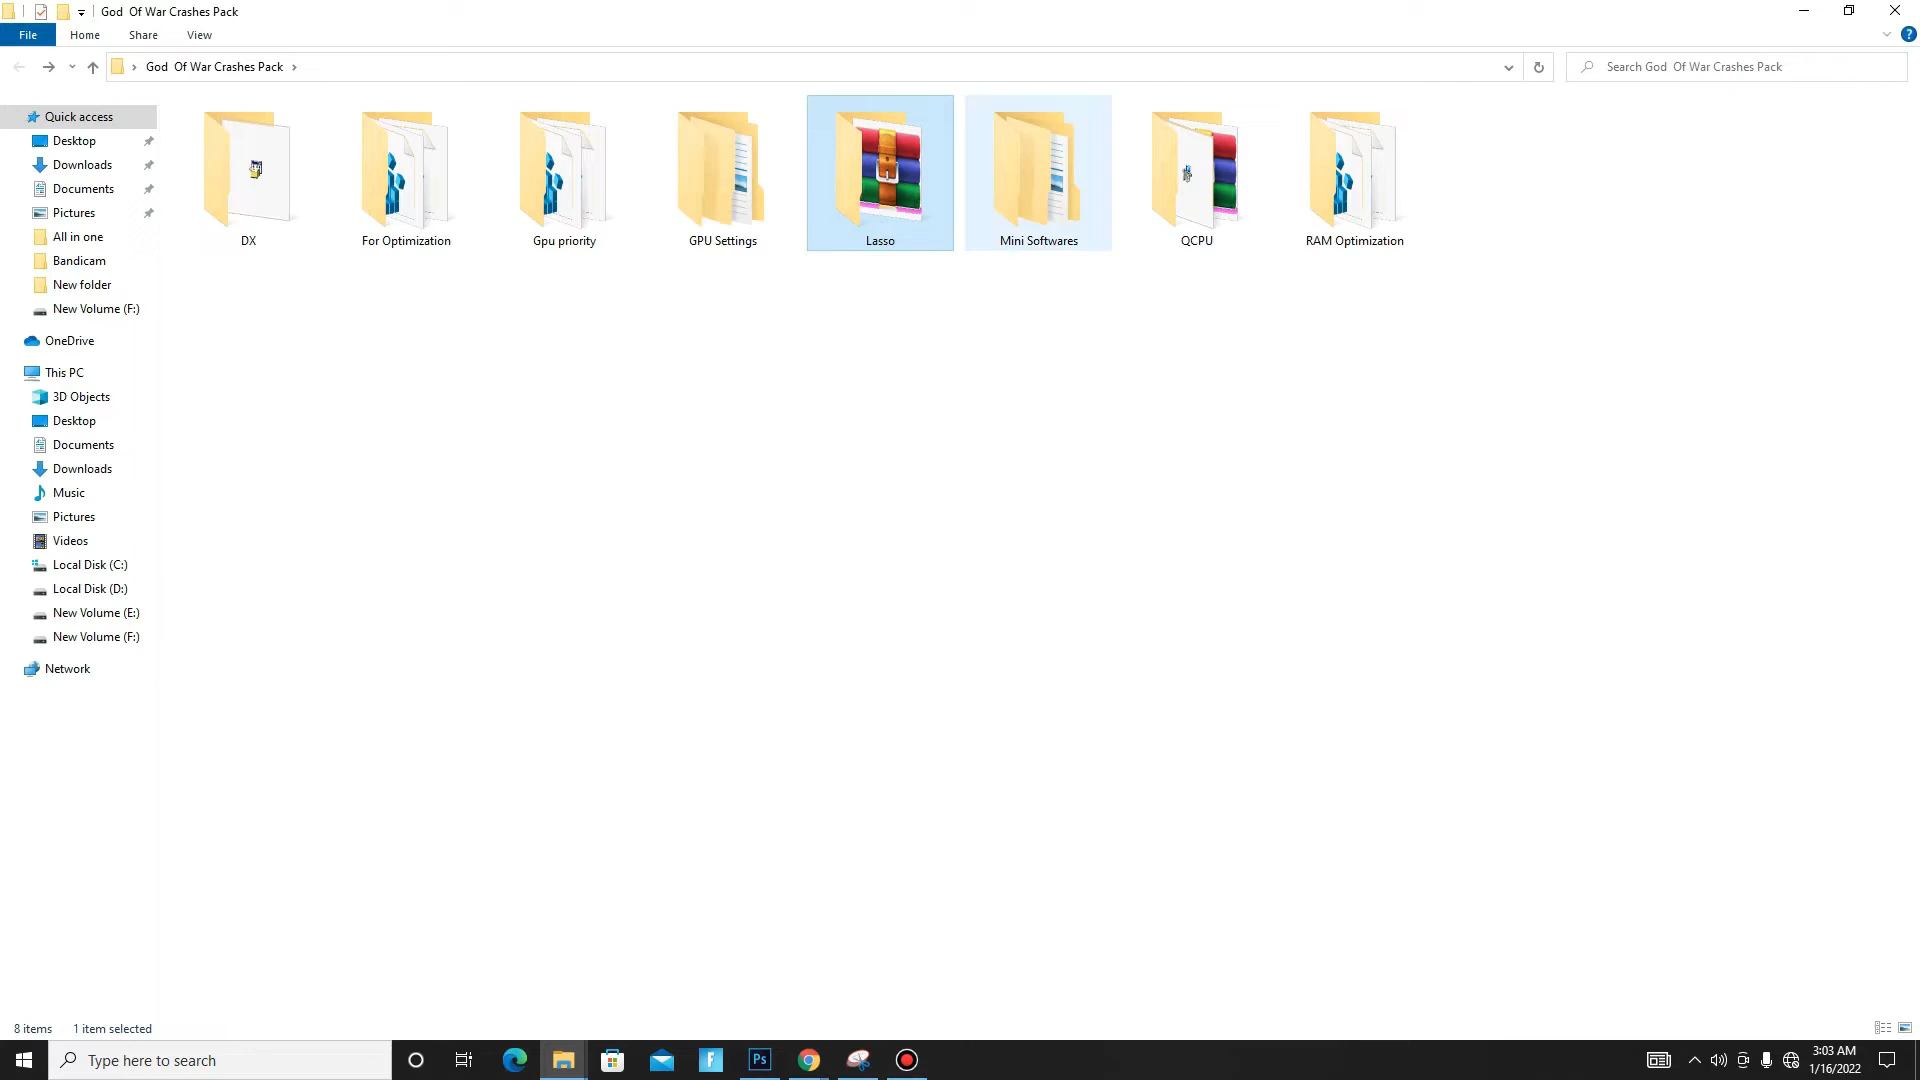 God  Of War Crashes Pack
File
Home
Share
View
God  Of War Crashes Pack
Search God  Of War Crashes Pack
Quick access
Desktop
Downloads
Documents
Pictures
All in one
Bandicam
New folder
New Volume (F:)
OneDrive
This PC
3D Objects
Desktop
Documents
Downloads
Music
Pictures
Videos
Local Disk (C:)
Local Disk (D:)
New Volume (E:)
New Volume (F:)
Network
DX
For Optimization
Gpu priority
GPU Settings
Lasso
Mini Softwares
QCPU
RAM Optimization
8 items
1 item selected
Type here to search
F
Ps
3:03 AM
1/16/2022